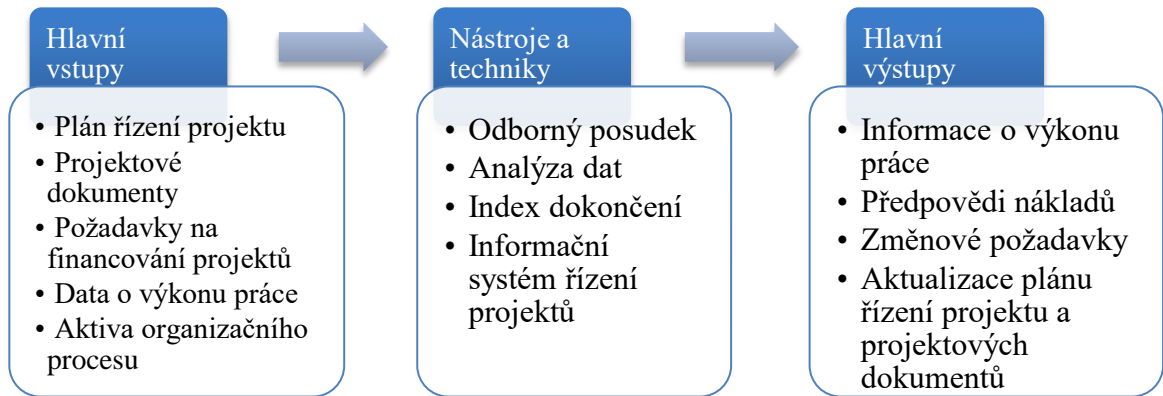 Hlavní
vstupy
• Plán řízení projektu
• Projektové
dokumenty
• Požadavky na
financování projektů
• Data o výkonu práce
• Aktiva organizačního
procesu
Nástroje a
techniky
• Odborný posudek
• Analýza dat
• Index dokončení
• Informační
systém řízení
projektů
Hlavní
výstupy
• Informace o výkonu
práce
• Předpovědi nákladů
• Změnové požadavky
• Aktualizace plánu
řízení projektu a
projektových
dokumentů